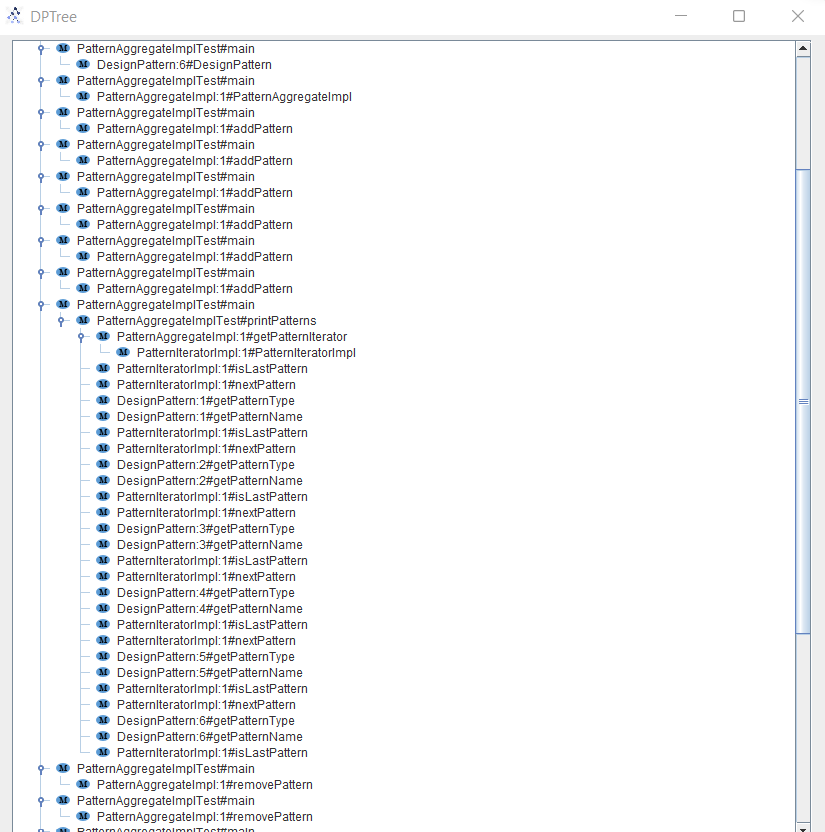 DPTree
PatternAggregateImplTest#main
DesignPattern:6#DesignPattern
PatternAggregateImplTest#main
PatternAggregateImpl:1#PatternAggregateImpl
PatternAggregateImplTest#main
PatternAggregateImpl:1#addPattern
PatternAggregateImplTest#main
PatternAggregateImpl:1#addPattern
PatternAggregateImplTest#main
PatternAggregateImpl:1#addPattern
PatternAggregateImplTest#main
PatternAggregateImpl:1#addPattern
PatternAggregateImplTest#main
PatternAggregateImpl:1#addPattern
PatternAggregateImplTest#main
PatternAggregateImpl:1#addPattern
PatternAggregateImplTest#main
PatternAggregateImplTest#printPatterns
PatternAggregateImpl:1#getPatternIterator
PatternIteratorImpl:1#PatternIteratorImpl
PatternIteratorImpl:1#isLastPattern
PatternIteratorImpl:1#nextPattern
DesignPattern:1#getPatternType
DesignPattern:1#getPatternName
PatternIteratorImpl:1#isLastPattern
PatternIteratorImpl:1#nextPattern
DesignPattern:2#getPatternType
DesignPattern:2#getPatternName
PatternIteratorImpl:1#isLastPattern
PatternIteratorImpl:1#nextPattern
DesignPattern:3#getPatternType
DesignPattern:3#getPatternName
PatternIteratorImpl:1#isLastPattern
PatternIteratorImpl:1#nextPattern
DesignPattern:4#getPatternType
DesignPattern:4#getPatternName
PatternIteratorImpl:1#isLastPattern
PatternIteratorImpl:1#nextPattern
DesignPattern:5#getPatternType
DesignPattern:5#getPatternName
PatternIteratorImpl:1#isLastPattern
PatternIteratorImpl:1#nextPattern
DesignPattern:6#getPatternType
DesignPattern:6#getPatternName
PatternIteratorImpl:1#isLastPattern
PatternAggregateImplTest#main
PatternAggregateImpl:1#removePattern
PatternAggregateImplTest#main
PatternAggregateImpl:1#removePattern
PatternAggregateImplTest#main